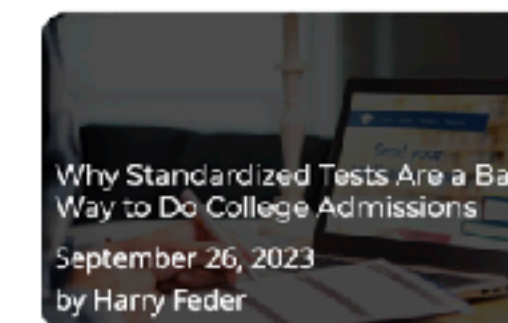 Why Standardized Tests Are a Ba
Way to Do College Admissions
September 26, 2023
by Harry Feder